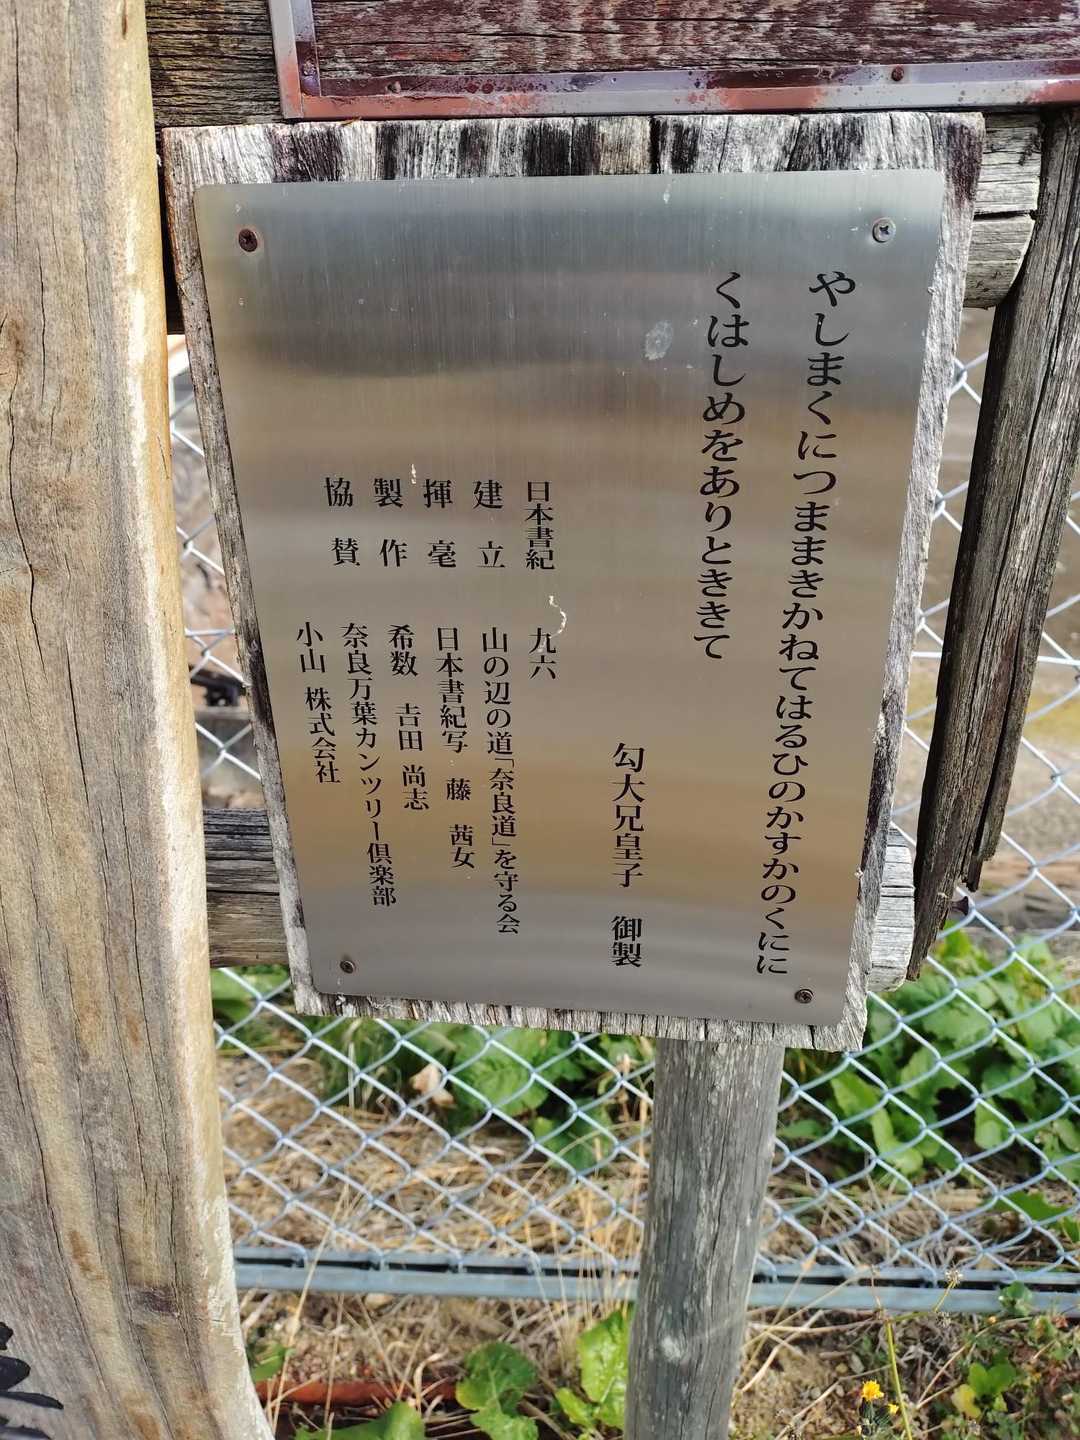 やしまくにつままきかねてはるひのかすかのくにに
くはしめをありとききて
勾大兄皇子 御製
日本書紀 九六
建立 山の辺の道「奈良道」を守る会
揮毫 日本書紀写 藤 茜女
製作 希数 吉田 尚志
奈良万葉カンツリー倶楽部
協賛 小山 株式会社